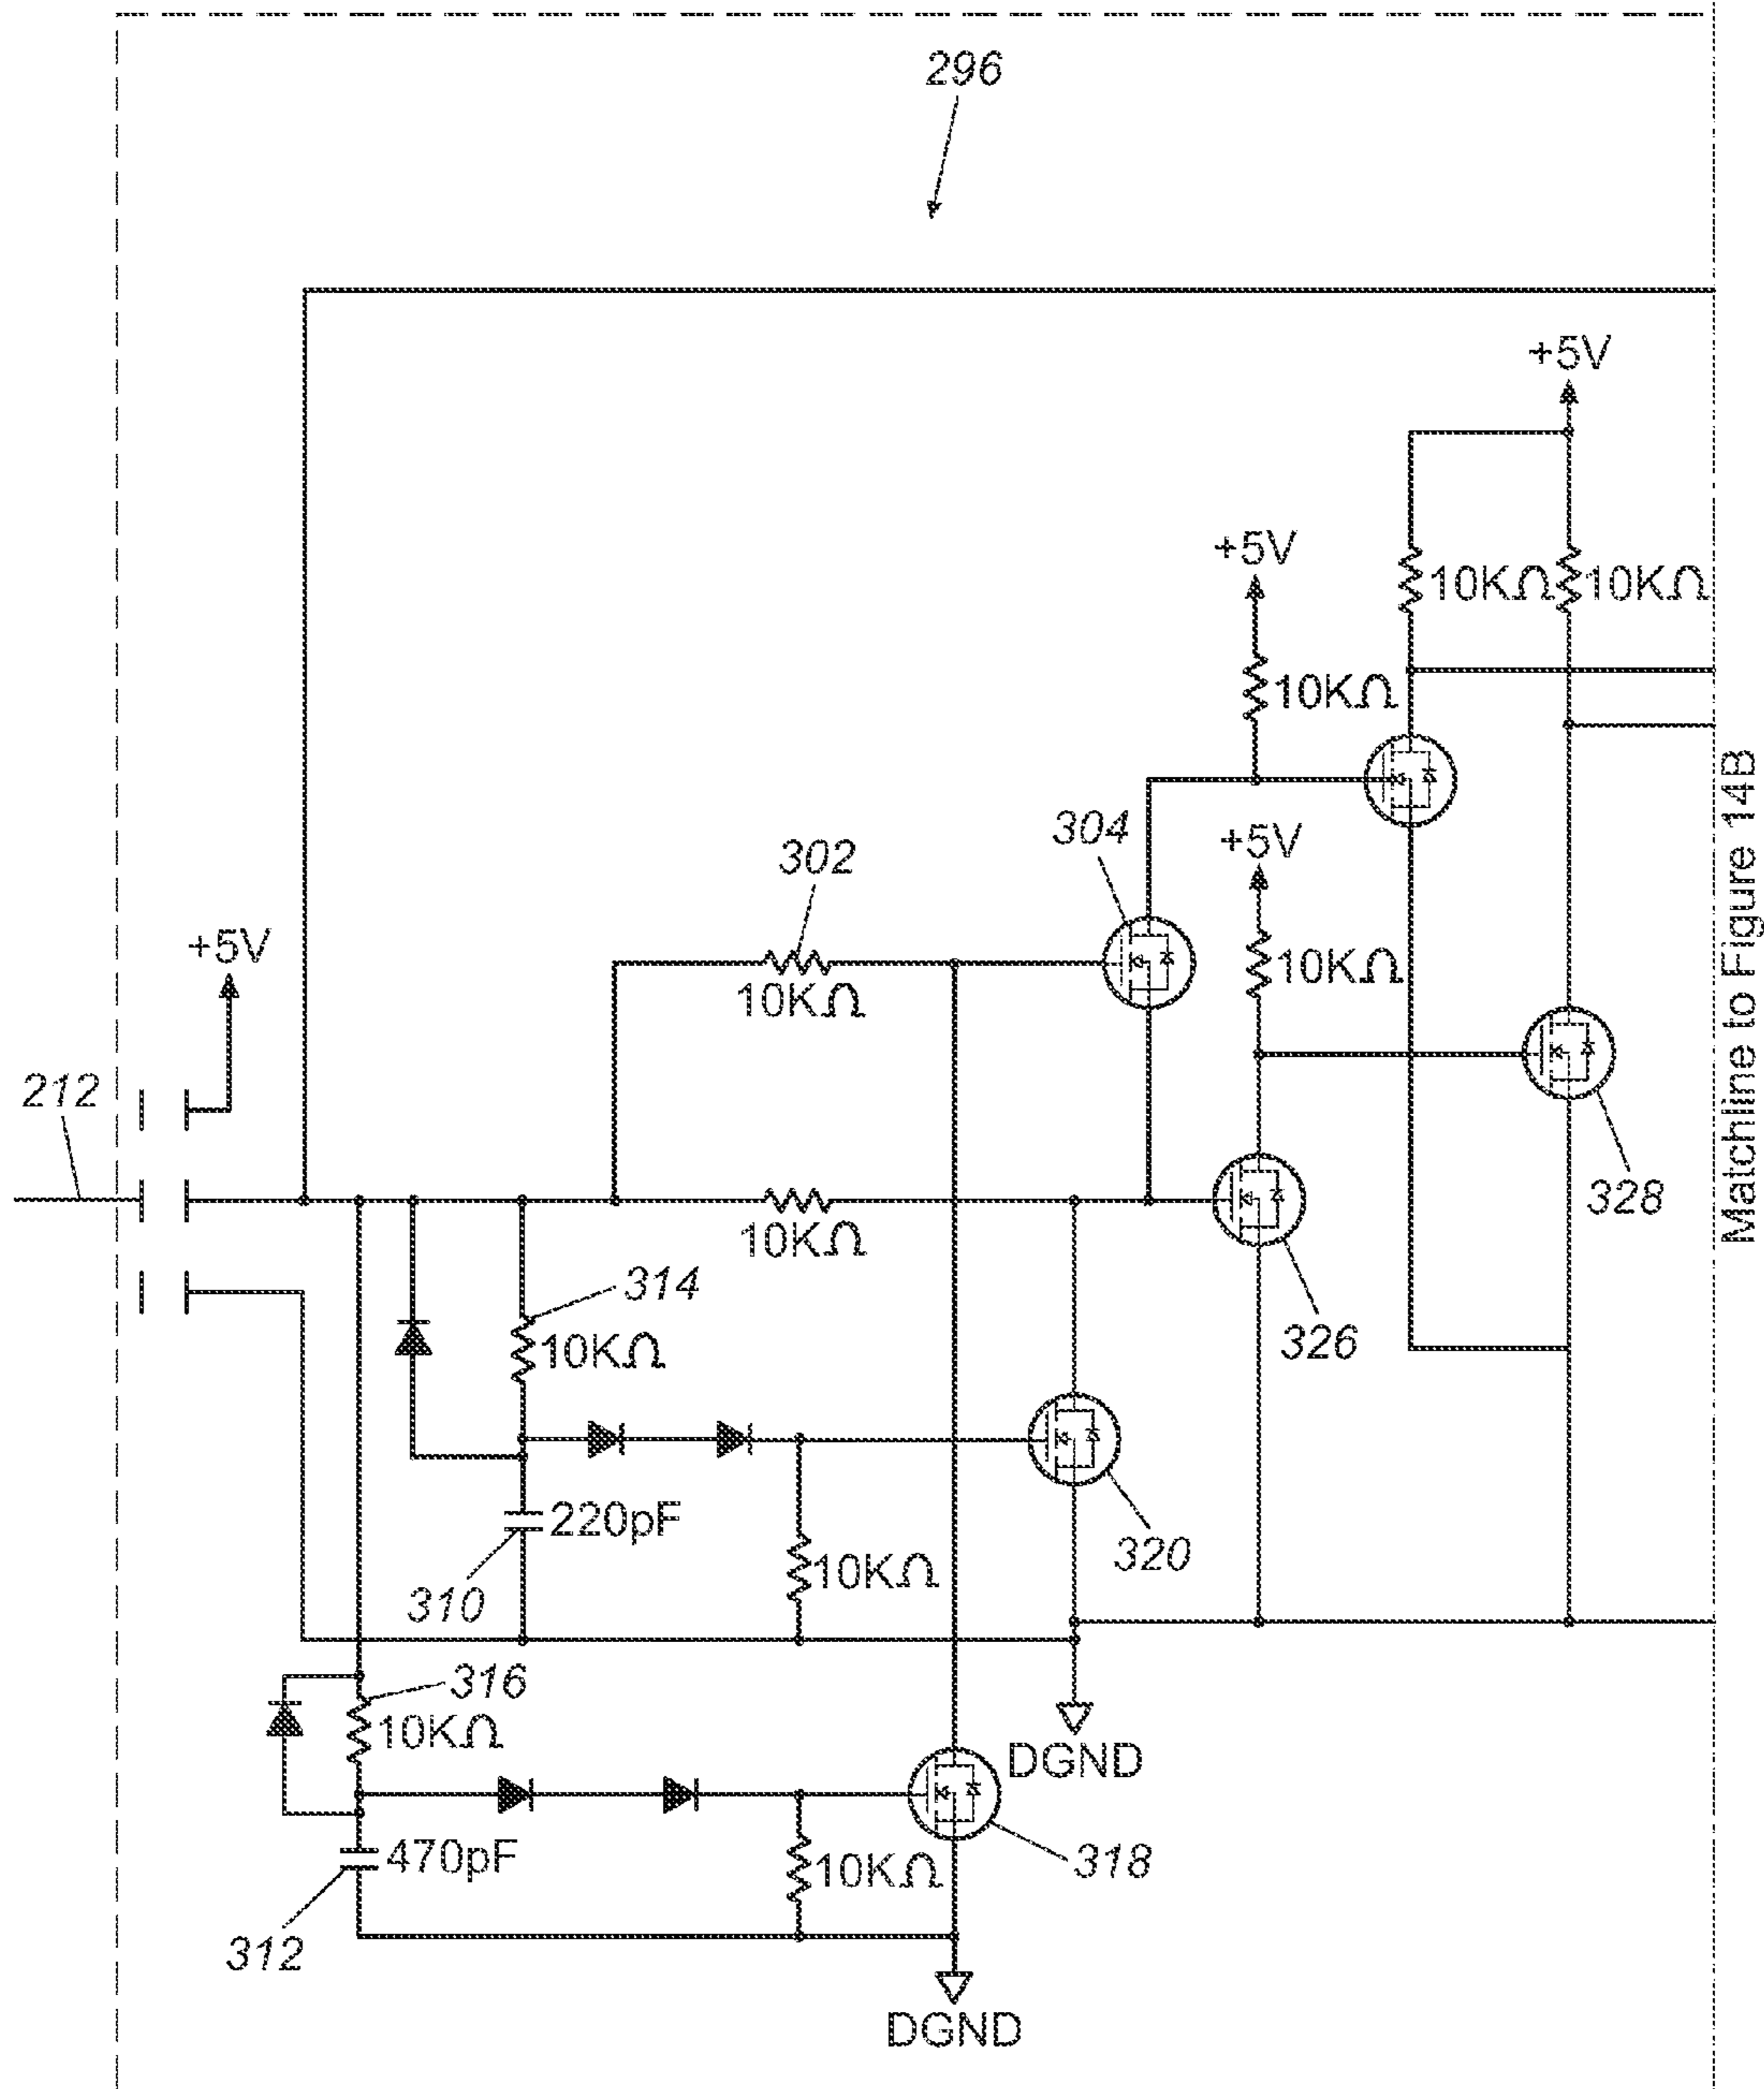 296
+5V
+5V
10KΩ
10KΩ
10KΩ
304
+5V
302
+5V
10KΩ
10KΩ
212
328
10KΩ
314
326
10KΩ
220pF
320
310
10KΩ
316
10KΩ
DGND
470pF
10KΩ
318
312
DGND
Matchline to Figure 14B